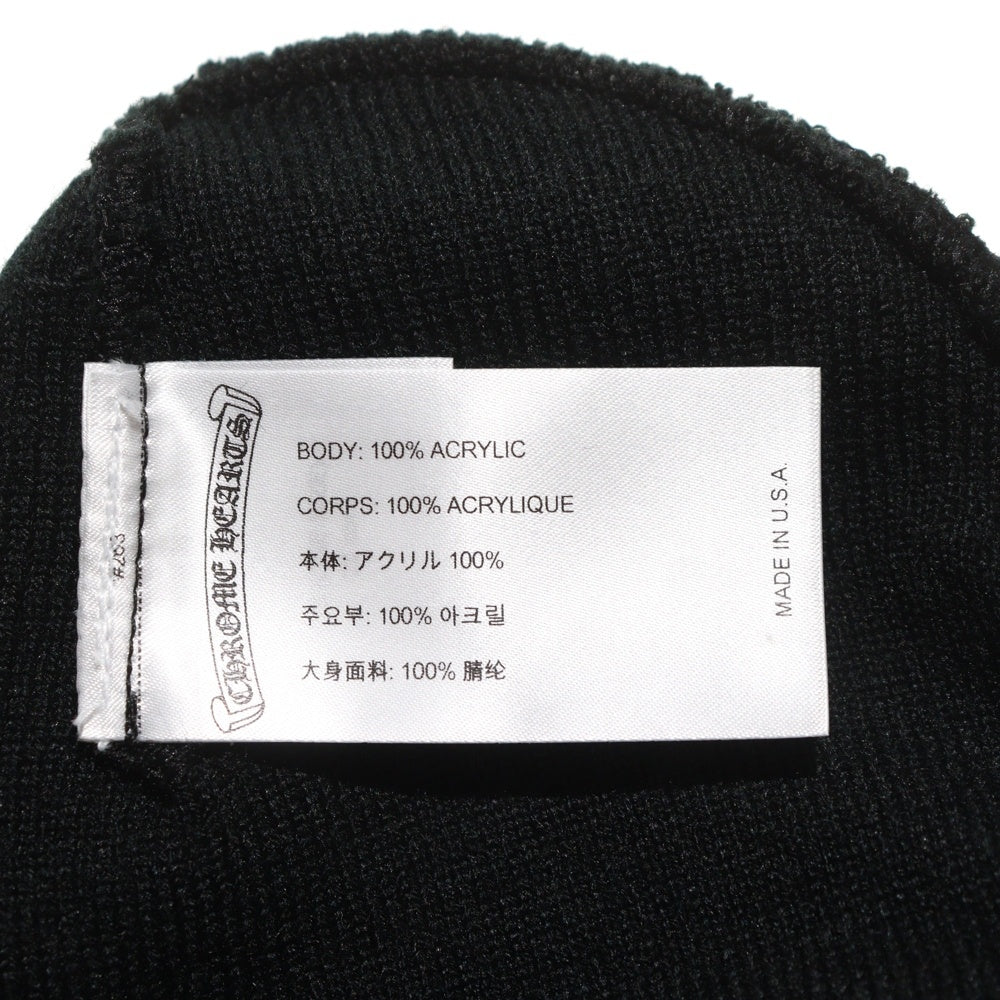 CHROME HEARTS
BODY: 100% ACRYLIC
CORPS: 100% ACRYLIQUE
本体: アクリル 100%
주요부: 100% 아크릴
大身面料: 100% 腈纶
MADE IN U.S.A.